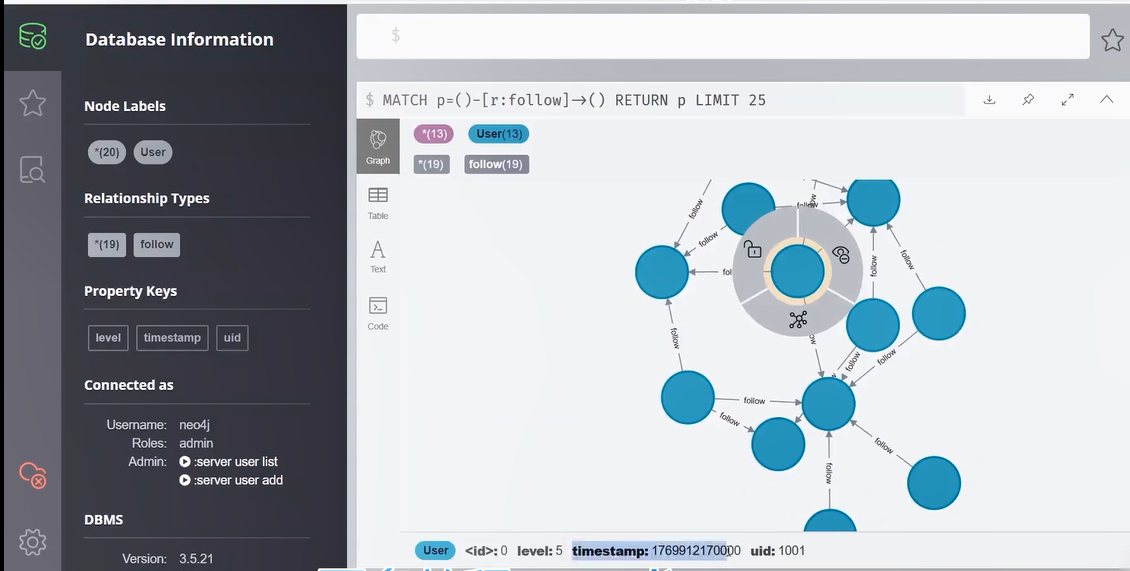 Database Information
$
$ MATCH p=()-[r:follow]→() RETURN p LIMIT 25
Node Labels
*(20) User
Relationship Types
*(19) follow
Property Keys
level timestamp uid
Connected as
Username: neo4j
Roles: admin
Admin: :server user list
:server user add
DBMS
Version: 3.5.21
Graph
Table
Text
Code
*(13) User(13)
*(19) follow(19)
follow
follow
follow
follow
follow
follow
follow
follow
follow
follow
follow
follow
User <id>: 0 level: 5 timestamp: 1769912170000 uid: 1001